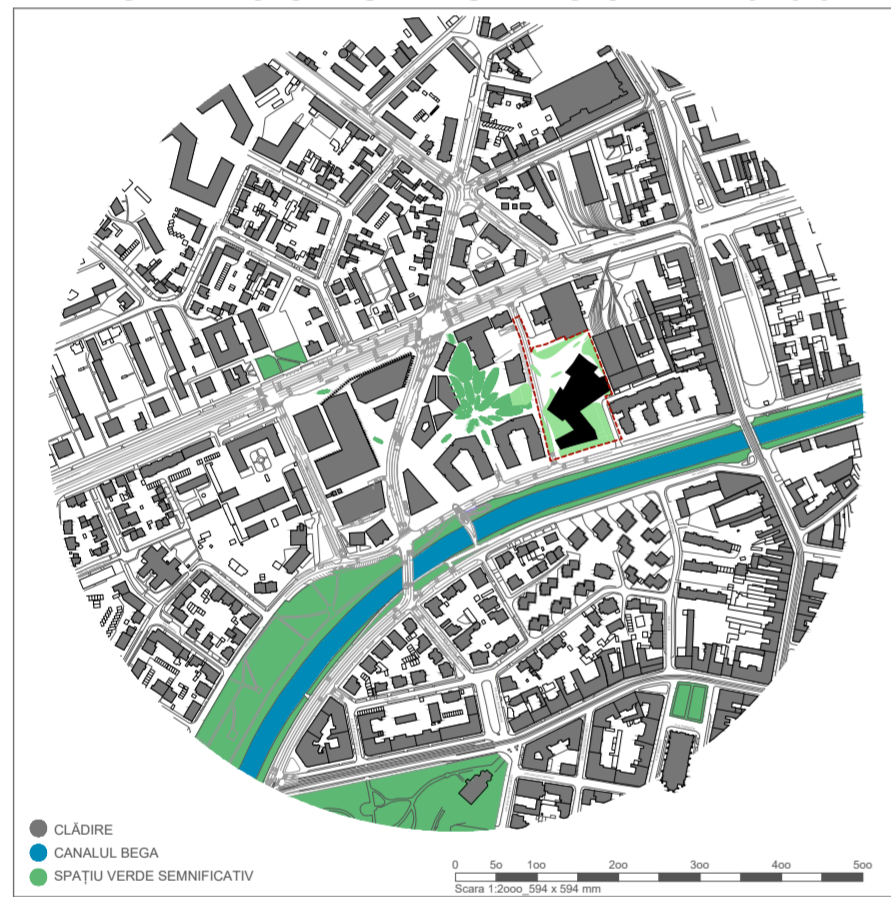 CLĂDIRE
CANALUL BEGA
SPAȚIU VERDE SEMNIFICATIV
0 5o 1oo 2oo 3oo 4oo 5oo
Scara 1:2ooo_594 x 594 mm